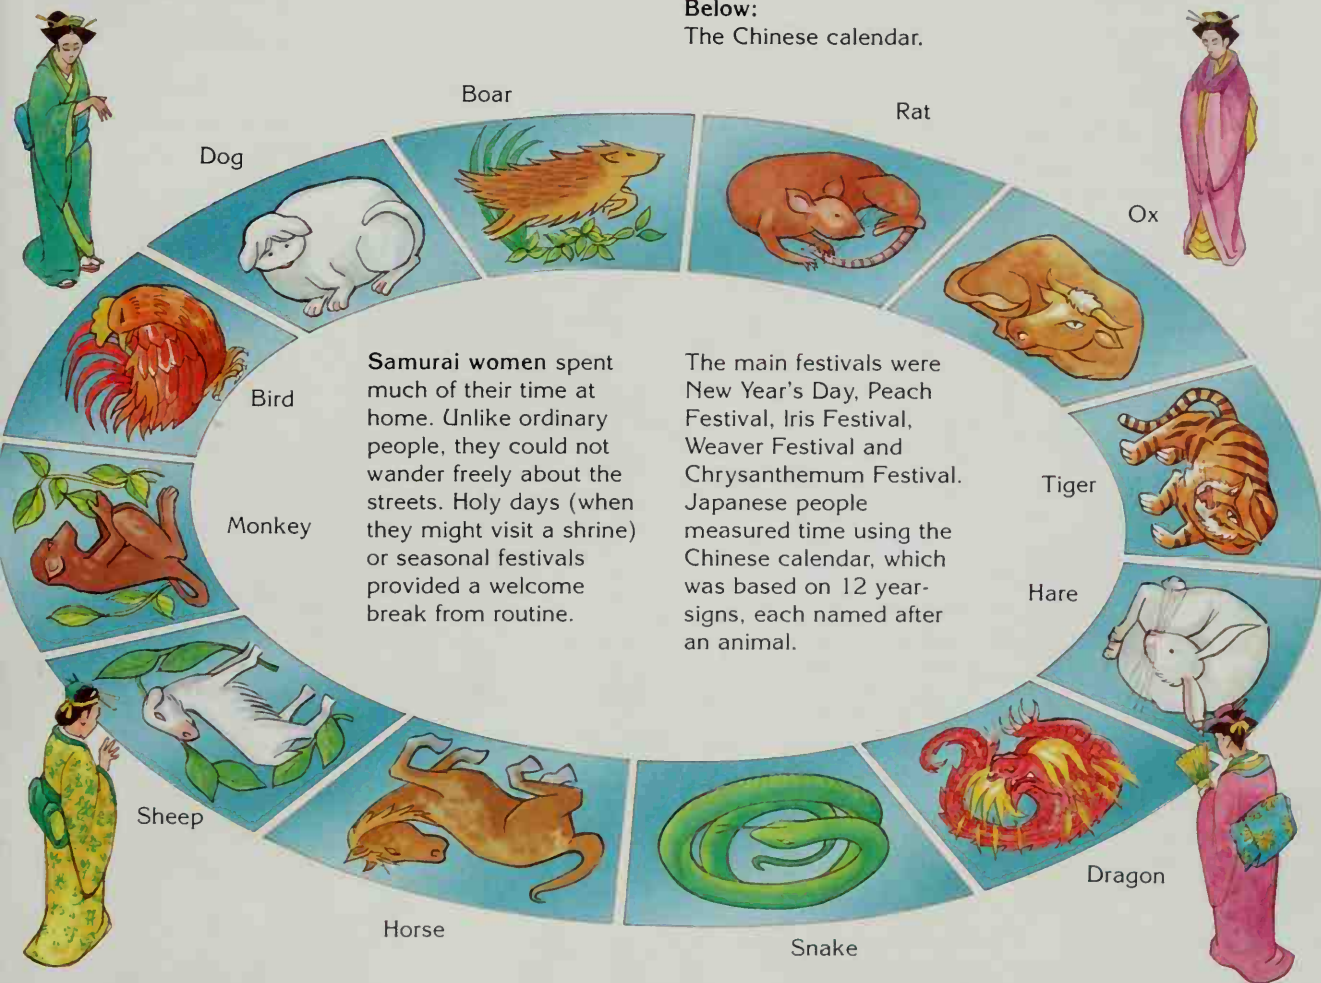 Below:
The Chinese calendar.
Boar
Rat
Dog
Ox
Bird
Samurai women spent
much of their time at
home. Unlike ordinary
people, they could not
wander freely about the
streets. Holy days (when
they might visit a shrine)
or seasonal festivals
provided a welcome
break from routine.
The main festivals were
New Year's Day, Peach
Festival, Iris Festival,
Weaver Festival and
Chrysanthemum Festival.
Japanese people
measured time using the
Chinese calendar, which
was based on 12 year-
signs, each named after
an animal.
Tiger
Monkey
Hare
Sheep
Dragon
Horse
Snake